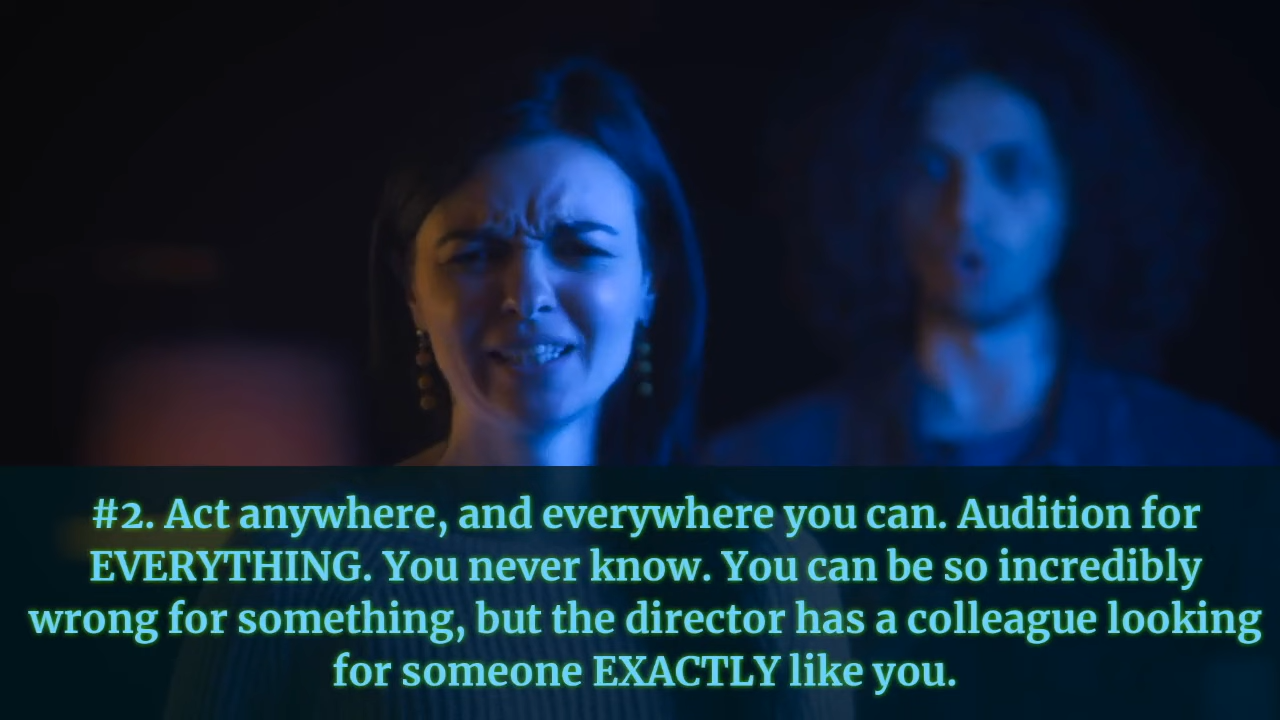 #2. Act anywhere, and everywhere you can. Audition for
EVERYTHING. You never know. You can be so incredibly
wrong for something, but the director has a colleague looking
for someone EXACTLY like you.